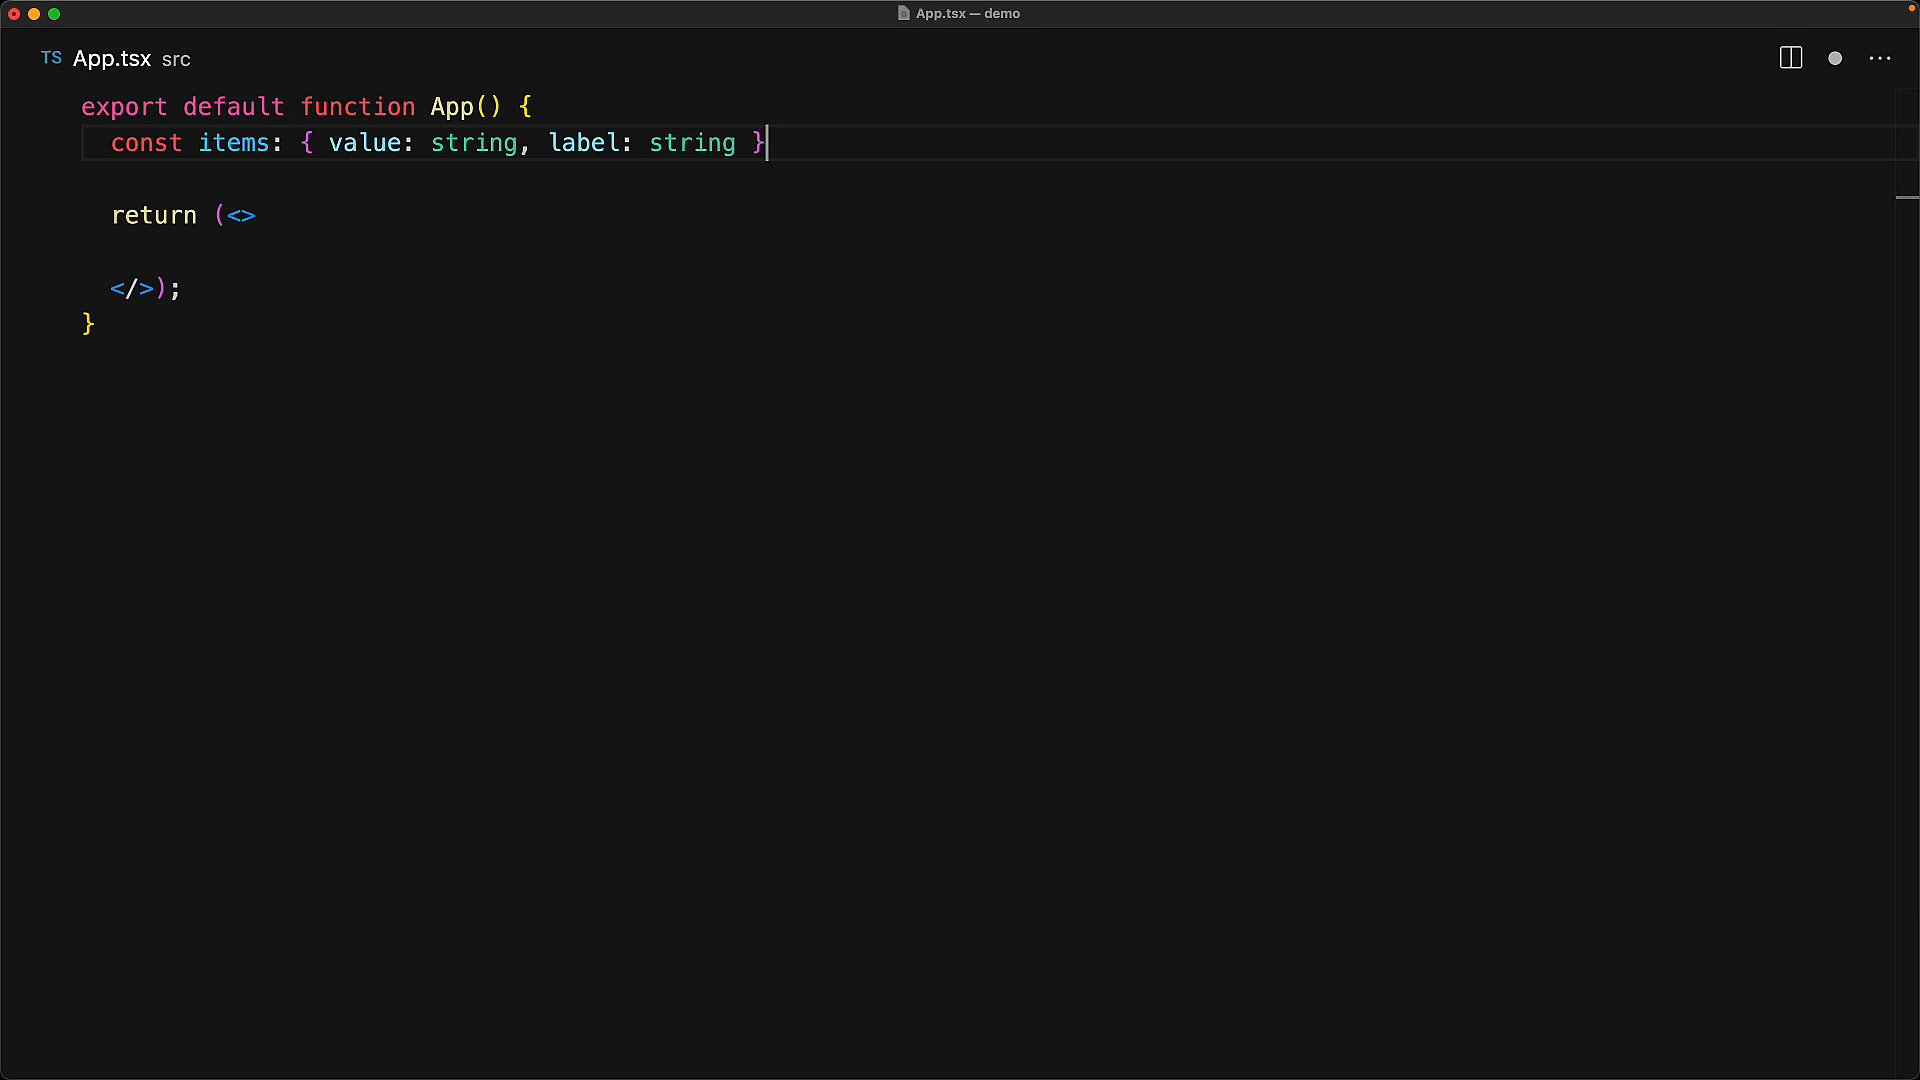 App.tsx — demo
TS App.tsx src
export default function App() {
  const items: { value: string, label: string }

  return (<>

  </>);
}